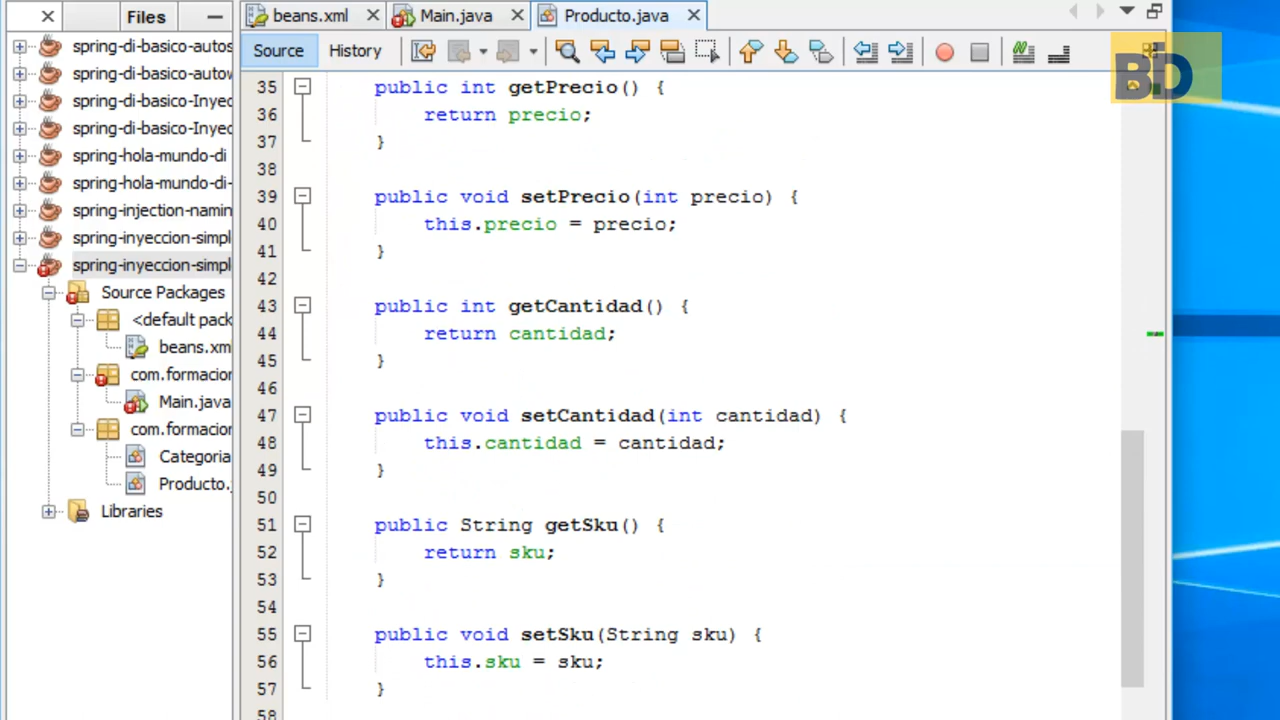 Files
beans.xml
Main.java
Producto.java
Source
History
spring-di-basico-autos
spring-di-basico-autow
spring-di-basico-Inyec
spring-di-basico-Inyec
spring-hola-mundo-di
spring-hola-mundo-di-
spring-injection-namin
spring-inyeccion-simpl
spring-inyeccion-simpl
Source Packages
<default pack
beans.xml
com.formacion
Main.java
com.formacion
Categoria
Producto.j
Libraries
35 public int getPrecio() {
36 return precio;
37 }
38
39 public void setPrecio(int precio) {
40 this.precio = precio;
41 }
42
43 public int getCantidad() {
44 return cantidad;
45 }
46
47 public void setCantidad(int cantidad) {
48 this.cantidad = cantidad;
49 }
50
51 public String getSku() {
52 return sku;
53 }
54
55 public void setSku(String sku) {
56 this.sku = sku;
57 }
58
BD